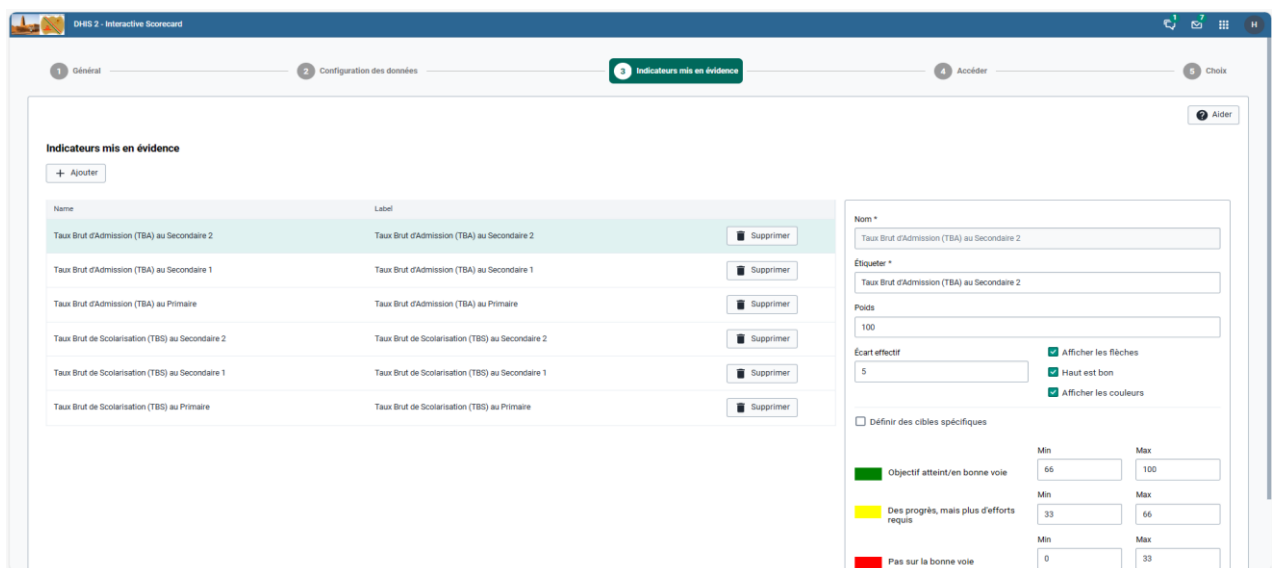 DHIS 2 - Interactive Scorecard
1
7
H
1 Général
2 Configuration des données
3 Indicateurs mis en évidence
4 Accéder
5 Choix
? Aider
Indicateurs mis en évidence
+ Ajouter
Name Label
Taux Brut d'Admission (TBA) au Secondaire 2 Taux Brut d'Admission (TBA) au Secondaire 2 Supprimer
Taux Brut d'Admission (TBA) au Secondaire 1 Taux Brut d'Admission (TBA) au Secondaire 1 Supprimer
Taux Brut d'Admission (TBA) au Primaire Taux Brut d'Admission (TBA) au Primaire Supprimer
Taux Brut de Scolarisation (TBS) au Secondaire 2 Taux Brut de Scolarisation (TBS) au Secondaire 2 Supprimer
Taux Brut de Scolarisation (TBS) au Secondaire 1 Taux Brut de Scolarisation (TBS) au Secondaire 1 Supprimer
Taux Brut de Scolarisation (TBS) au Primaire Taux Brut de Scolarisation (TBS) au Primaire Supprimer
Nom *
Taux Brut d'Admission (TBA) au Secondaire 2
Étiqueter *
Taux Brut d'Admission (TBA) au Secondaire 2
Poids
100
Écart effectif
5
Afficher les flèches
Haut est bon
Afficher les couleurs
Définir des cibles spécifiques
Min Max
Objectif atteint/en bonne voie 66 100
Min Max
Des progrès, mais plus d'efforts
requis
33 66
Min Max
Pas sur la bonne voie 0 33